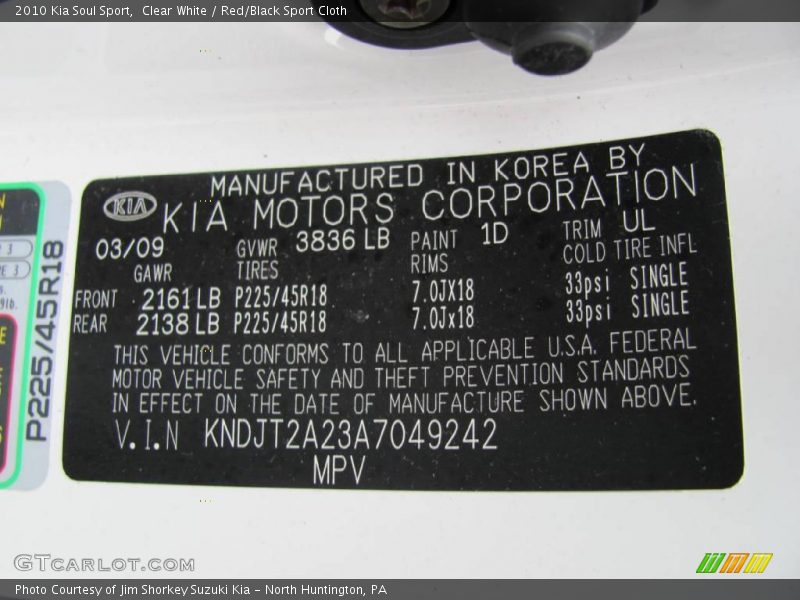 2010 Kia Soul Sport, Clear White / Red/Black Sport Cloth
MANUFACTURED IN KOREA BY
KIA KIA MOTORS CORPORATION
03/09 GVWR 3836 LB PAINT 1D TRIM UL
GAWR TIRES RIMS COLD TIRE INFL
FRONT 2161 LB P225/45R18 7.0JX18 33psi SINGLE
REAR 2138 LB P225/45R18 7.0Jx18 33psi SINGLE
THIS VEHICLE CONFORMS TO ALL APPLICABLE U.S.A. FEDERAL
MOTOR VEHICLE SAFETY AND THEFT PREVENTION STANDARDS
IN EFFECT ON THE DATE OF MANUFACTURE SHOWN ABOVE.
V.I.N KNDJT2A23A7049242
MPV
P225/45R18
GTCarLot.com
Photo Courtesy of Jim Shorkey Suzuki Kia - North Huntington, PA